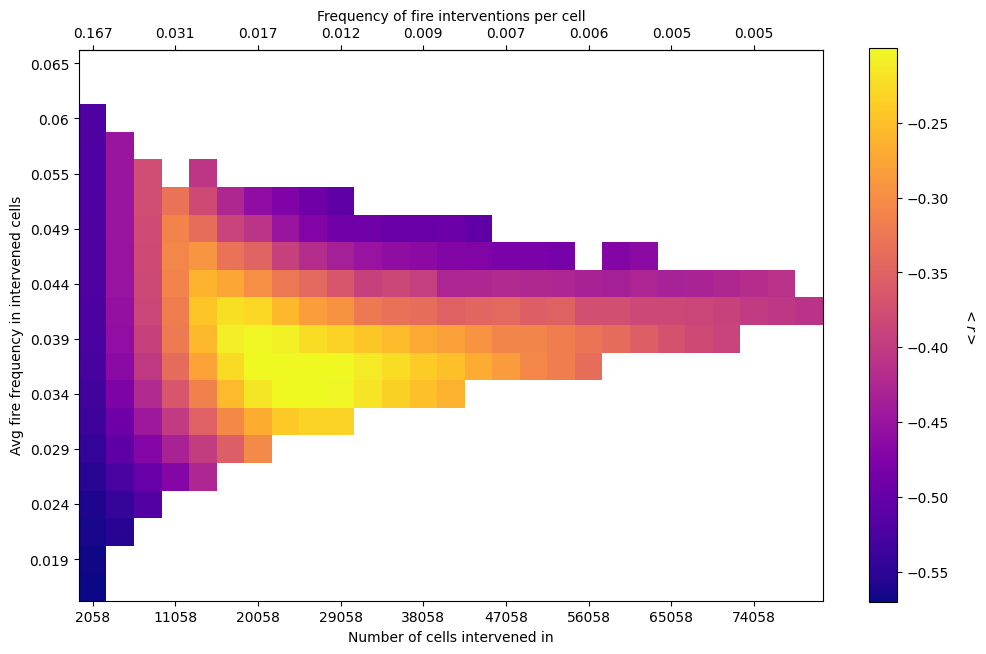 Frequency of fire interventions per cell
0.167 0.031 0.017 0.012 0.009 0.007 0.006 0.005 0.005
Avg fire frequency in intervened cells
0.065
0.06
0.055
0.049
0.044
0.039
0.034
0.029
0.024
0.019
2058 11058 20058 29058 38058 47058 56058 65058 74058
Number of cells intervened in
−0.25
−0.30
−0.35
−0.40
−0.45
−0.50
−0.55
< r >